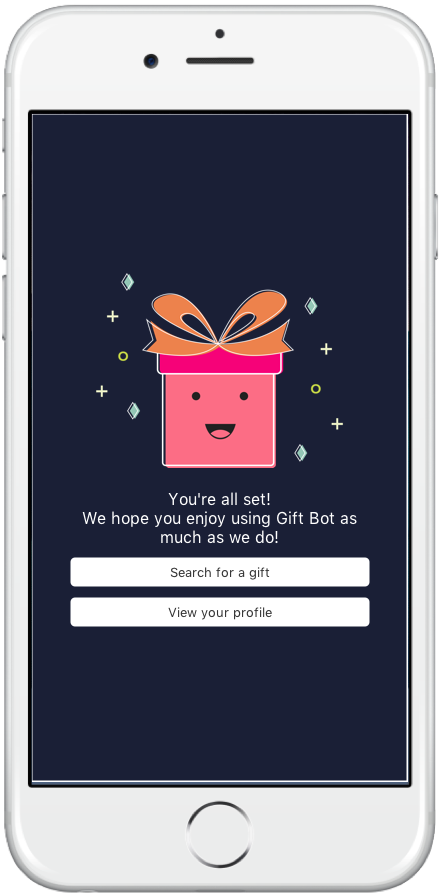 You're all set!
We hope you enjoy using Gift Bot as
much as we do!
Search for a gift
View your profile